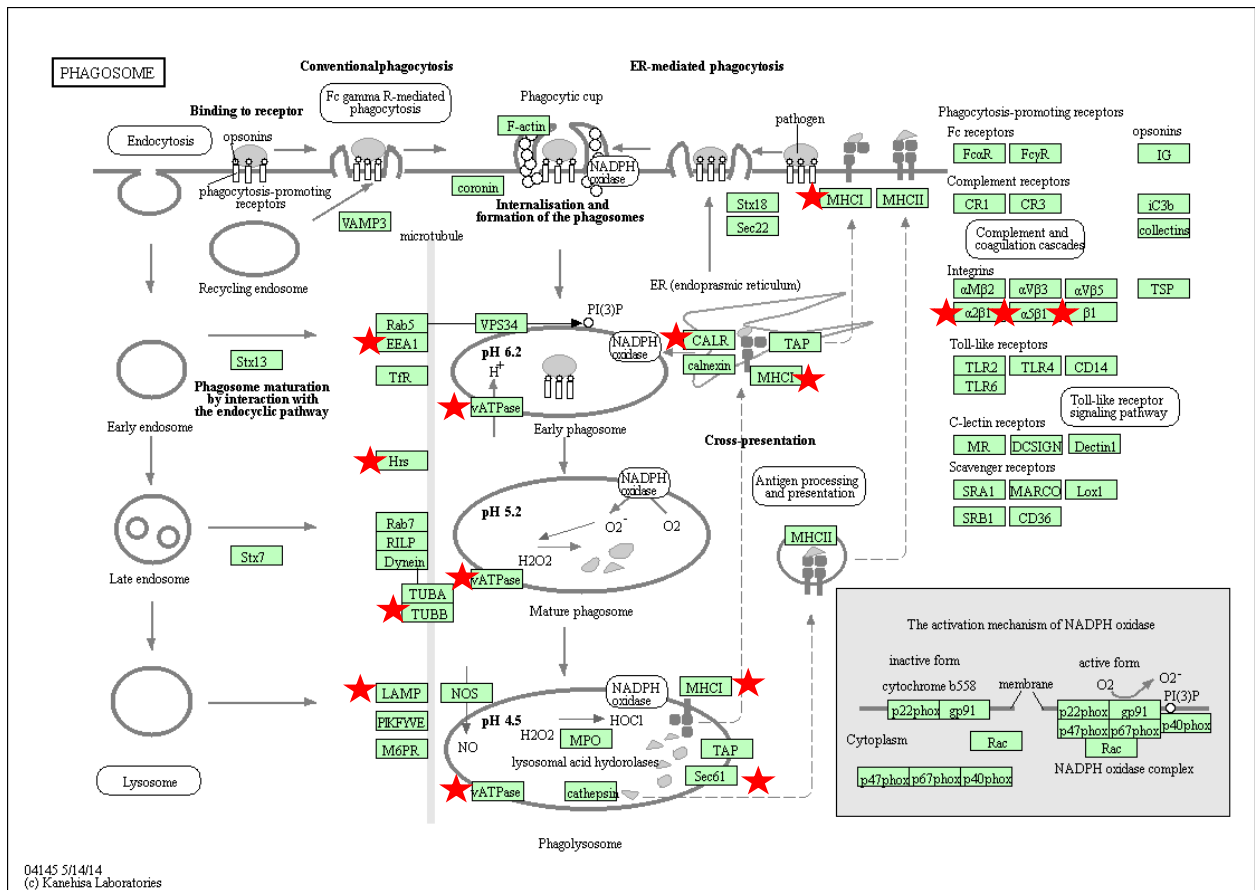 PHAGOSOME
Conventionalphagocytosis
ER-mediated phagocytosis
Fc gamma R-mediated
phagocytosis
Binding to receptor
Endocytosis
opsonins
phagocytosis-promoting
receptors
VAMP3
Recycling endosome
microtubule
Phagocytic cup
F-actin
coronin
NADPH
oxidase
Internalisation and
formation of the phagosomes
pathogen
MHCI
MHCII
Stx18
Sec22
Phagocytosis-promoting receptors
Fc receptors
opsonins
FcαR
FcγR
IG
Complement receptors
CR1
CR3
iC3b
Complement and
coagulation cascades
collectins
Integrins
αMβ2
αVβ3
αVβ5
TSP
α2β1
α5β1
β1
Toll-like receptors
TLR2
TLR4
CD14
TLR6
Toll-like receptor
signaling pathway
C-lectin receptors
MR
DCSIGN
Dectin1
Scavenger receptors
SRA1
MARCO
Lox1
SRB1
CD36
ER (endoprasmic reticulum)
PI(3)P
Rab5
VPS34
EEA1
Stx13
TfR
Phagosome maturation
by interaction with
the endocyclic pathway
Early endosome
pH 6.2
H+
NADPH
oxidase
vATPase
Early phagosome
CALR
calnexin
TAP
MHCI
Cross-presentation
Antigen processing
and presentation
MHCII
Hrs
Rab7
RILP
Dynein
Stx7
Late endosome
TUBA
TUBB
pH 5.2
NADPH
oxidase
O2-
O2
H2O2
vATPase
Mature phagosome
LAMP
NOS
PIKFYVE
M6PR
NO
Lysosome
pH 4.5
NADPH
oxidase
MHCI
H2O2
HOCl
MPO
lysosomal acid hydorolases
TAP
Sec61
vATPase
cathepsin
Phagolysosome
The activation mechanism of NADPH oxidase
inactive form
active form
cytochrome b558
membrane
O2
O2-
PI(3)P
p22phox
gp91
p22phox
gp91
p47phox
p67phox
p40phox
Cytoplasm
Rac
Rac
NADPH oxidase complex
p47phox
p67phox
p40phox
04145 5/14/14
(c) Kanehisa Laboratories